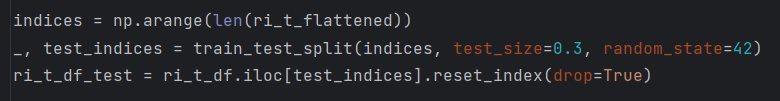 indices = np.arange(len(ri_t_flattened))
_, test_indices = train_test_split(indices, test_size=0.3, random_state=42)
ri_t_df_test = ri_t_df.iloc[test_indices].reset_index(drop=True)